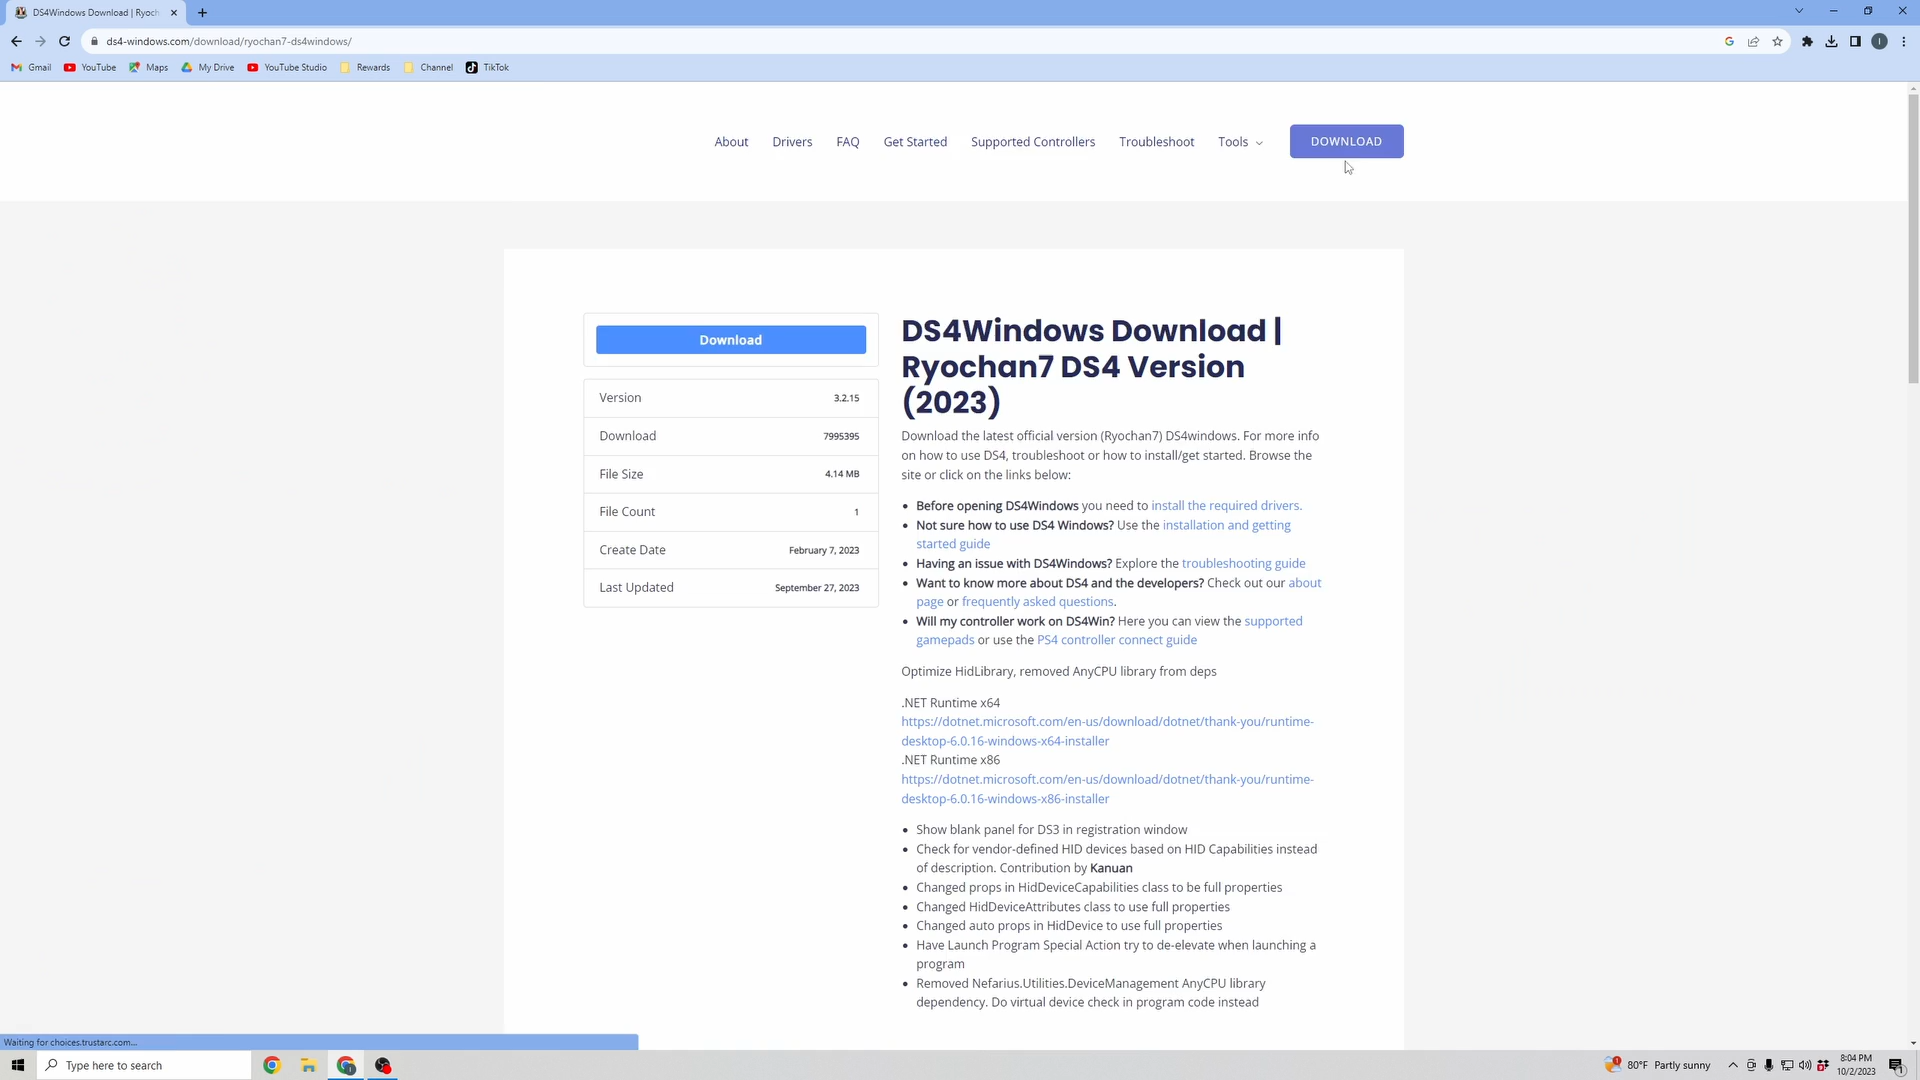 DS4Windows Download | Ryoch
ds4-windows.com/download/ryochan7-ds4windows/
Gmail YouTube Maps My Drive YouTube Studio Rewards Channel TikTok
About Drivers FAQ Get Started Supported Controllers Troubleshoot Tools DOWNLOAD
Download
Version 3.2.15
Download 7995395
File Size 4.14 MB
File Count 1
Create Date February 7, 2023
Last Updated September 27, 2023
DS4Windows Download |
Ryochan7 DS4 Version
(2023)
Download the latest official version (Ryochan7) DS4windows. For more info
on how to use DS4, troubleshoot or how to install/get started. Browse the
site or click on the links below:
• Before opening DS4Windows you need to install the required drivers.
• Not sure how to use DS4 Windows? Use the installation and getting
started guide
• Having an issue with DS4Windows? Explore the troubleshooting guide
• Want to know more about DS4 and the developers? Check out our about
page or frequently asked questions.
• Will my controller work on DS4Win? Here you can view the supported
gamepads or use the PS4 controller connect guide
Optimize HidLibrary, removed AnyCPU library from deps
.NET Runtime x64
https://dotnet.microsoft.com/en-us/download/dotnet/thank-you/runtime-
desktop-6.0.16-windows-x64-installer
.NET Runtime x86
https://dotnet.microsoft.com/en-us/download/dotnet/thank-you/runtime-
desktop-6.0.16-windows-x86-installer
• Show blank panel for DS3 in registration window
• Check for vendor-defined HID devices based on HID Capabilities instead
of description. Contribution by Kanuan
• Changed props in HidDeviceCapabilities class to be full properties
• Changed HidDeviceAttributes class to use full properties
• Changed auto props in HidDevice to use full properties
• Have Launch Program Special Action try to de-elevate when launching a
program
• Removed Nefarius.Utilities.DeviceManagement AnyCPU library
dependency. Do virtual device check in program code instead
Waiting for choices.trustarc.com...
Type here to search
80°F Partly sunny
8:04 PM
10/2/2023